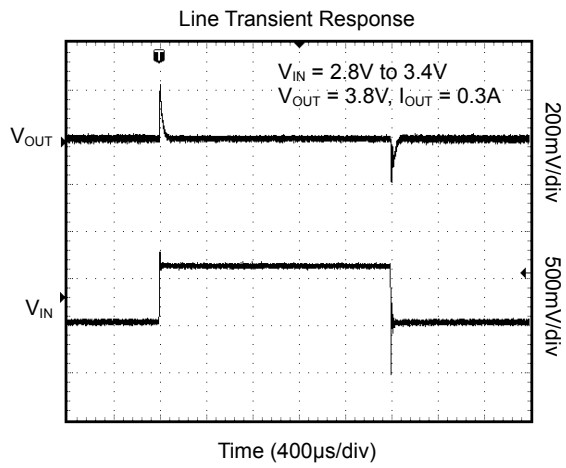 Line Transient Response
T
V_IN = 2.8V to 3.4V
V_OUT = 3.8V, I_OUT = 0.3A
V_OUT
200mV/div
V_IN
500mV/div
Time (400µs/div)